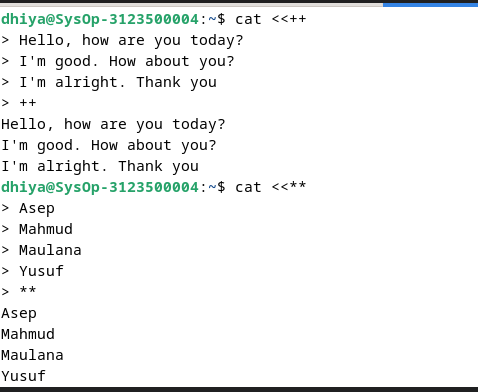 dhiya@SysOp-3123500004:~$ cat <<++
> Hello, how are you today?
> I'm good. How about you?
> I'm alright. Thank you
> ++
Hello, how are you today?
I'm good. How about you?
I'm alright. Thank you
dhiya@SysOp-3123500004:~$ cat <<**
> Asep
> Mahmud
> Maulana
> Yusuf
> **
Asep
Mahmud
Maulana
Yusuf